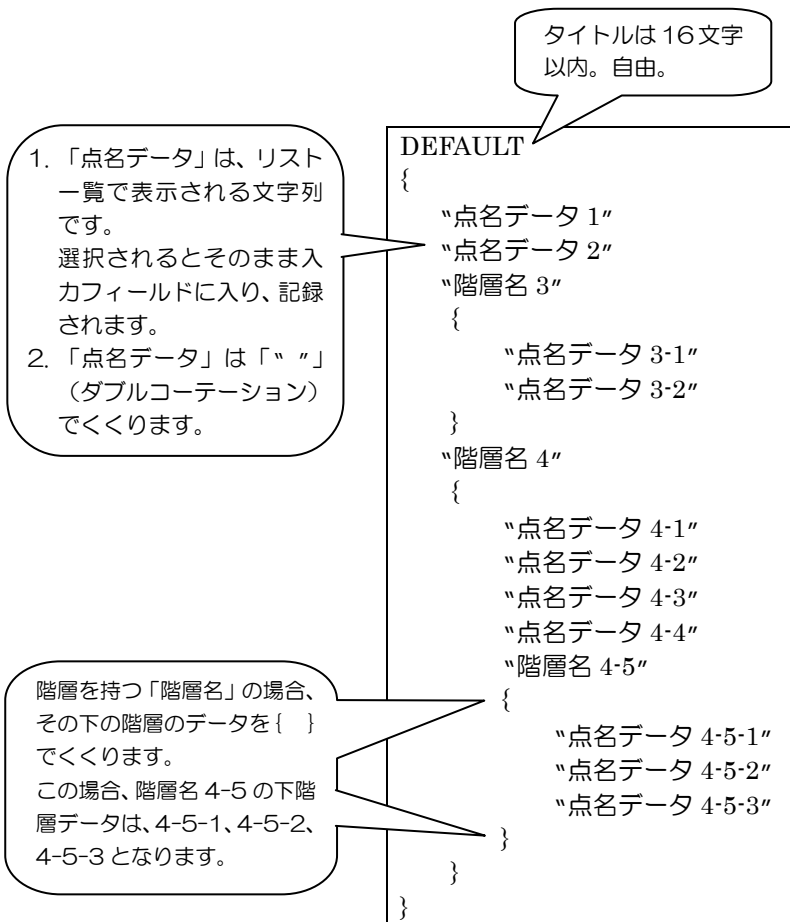 タイトルは16文字
以内。自由。
1. 「点名データ」は、リスト
一覧で表示される文字列
です。
選択されるとそのまま入
力フィールドに入り、記録
されます。
2. 「点名データ」は「〝 〃」
(ダブルコーテーション)
でくくります。
DEFAULT
{
〝点名データ 1〃
〝点名データ 2〃
〝階層名 3〃
{
〝点名データ 3-1〃
〝点名データ 3-2〃
}
〝階層名 4〃
{
〝点名データ 4-1〃
〝点名データ 4-2〃
〝点名データ 4-3〃
〝点名データ 4-4〃
〝階層名 4-5〃
{
〝点名データ 4-5-1〃
〝点名データ 4-5-2〃
〝点名データ 4-5-3〃
}
}
}
階層を持つ「階層名」の場合、
その下の階層のデータを{ }
でくくります。
この場合、階層名 4-5 の下階
層データは、4-5-1、4-5-2、
4-5-3 となります。